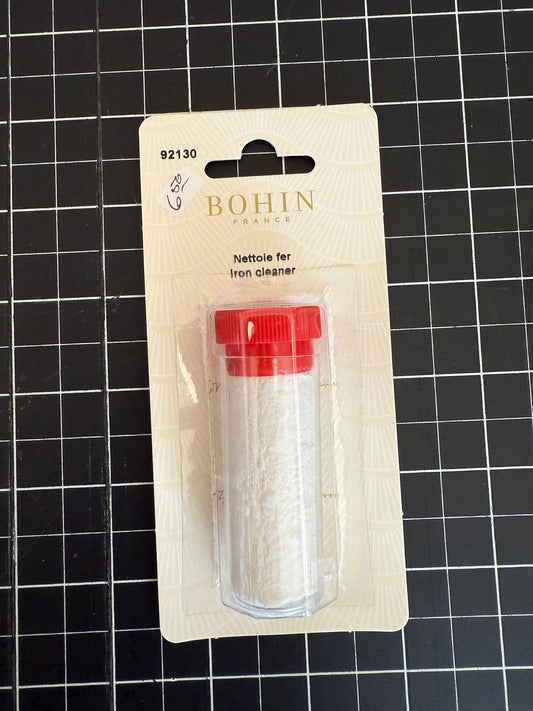 92130
6 50
BOHIN
FRANCE
Nettoie fer
Iron cleaner